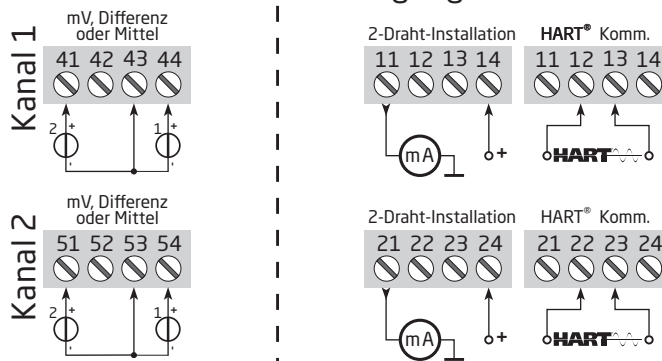 Kanal 1
mV, Differenz
oder Mittel
41 42 43 44
2 + -
1 + -
2-Draht-Installation
11 12 13 14
mA
+
HART® Komm.
11 12 13 14
HART
Kanal 2
mV, Differenz
oder Mittel
51 52 53 54
2 + -
1 + -
2-Draht-Installation
21 22 23 24
mA
+
HART® Komm.
21 22 23 24
HART